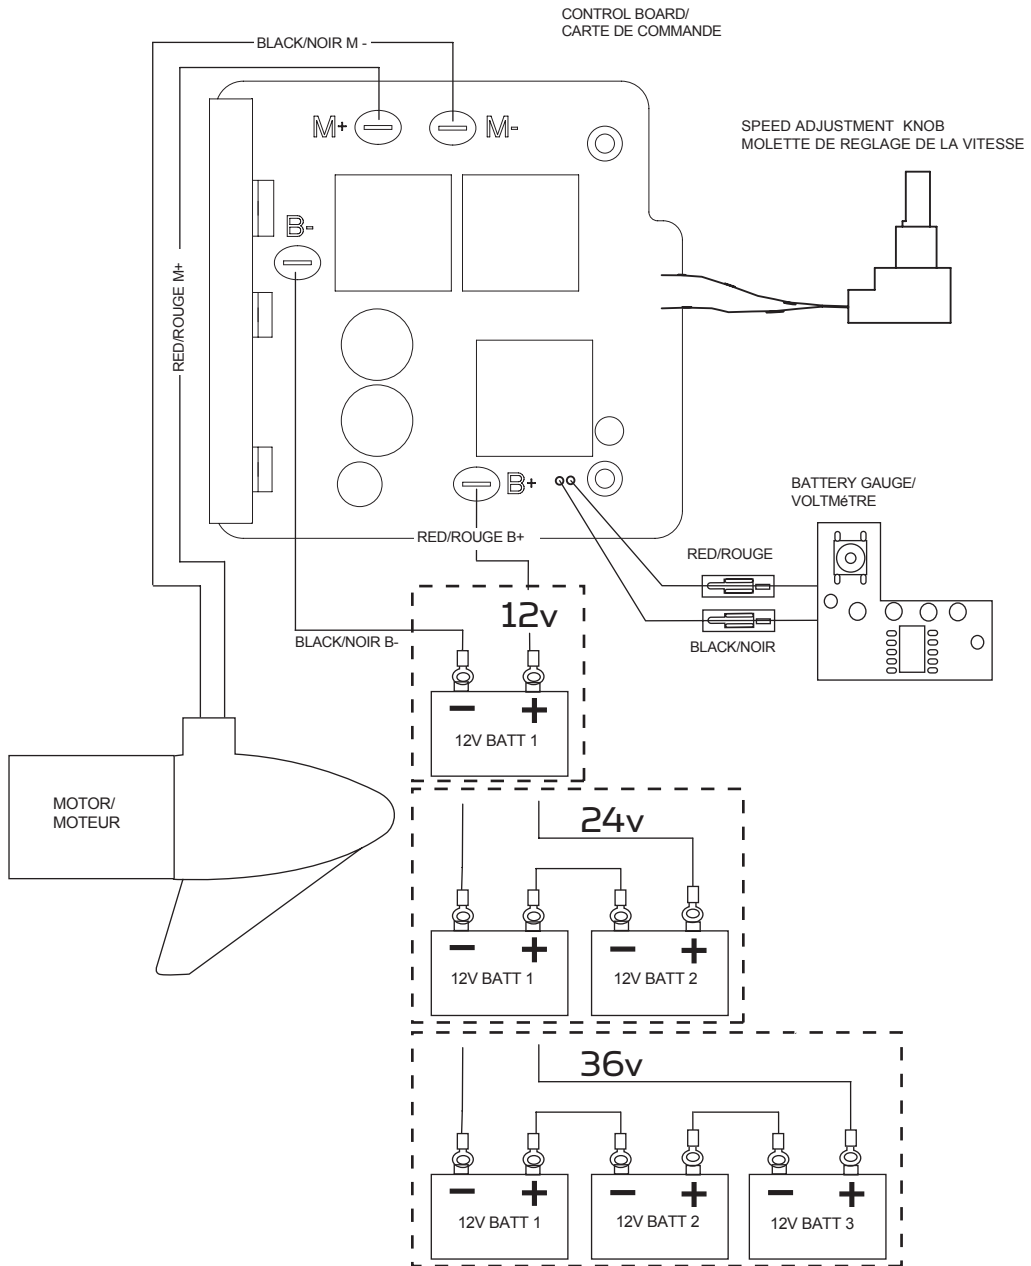 CONTROL BOARD/
CARTE DE COMMANDE
BLACK/NOIR M -
M+
M-
SPEED ADJUSTMENT KNOB
MOLETTE DE REGLAGE DE LA VITESSE
B-
RED/ROUGE M+
B+
BATTERY GAUGE/
VOLTMéTRE
RED/ROUGE B+
RED/ROUGE
12v
BLACK/NOIR B-
BLACK/NOIR
− +
12V BATT 1
MOTOR/
MOTEUR
24v
− + − +
12V BATT 1 12V BATT 2
36v
− + − + − +
12V BATT 1 12V BATT 2 12V BATT 3